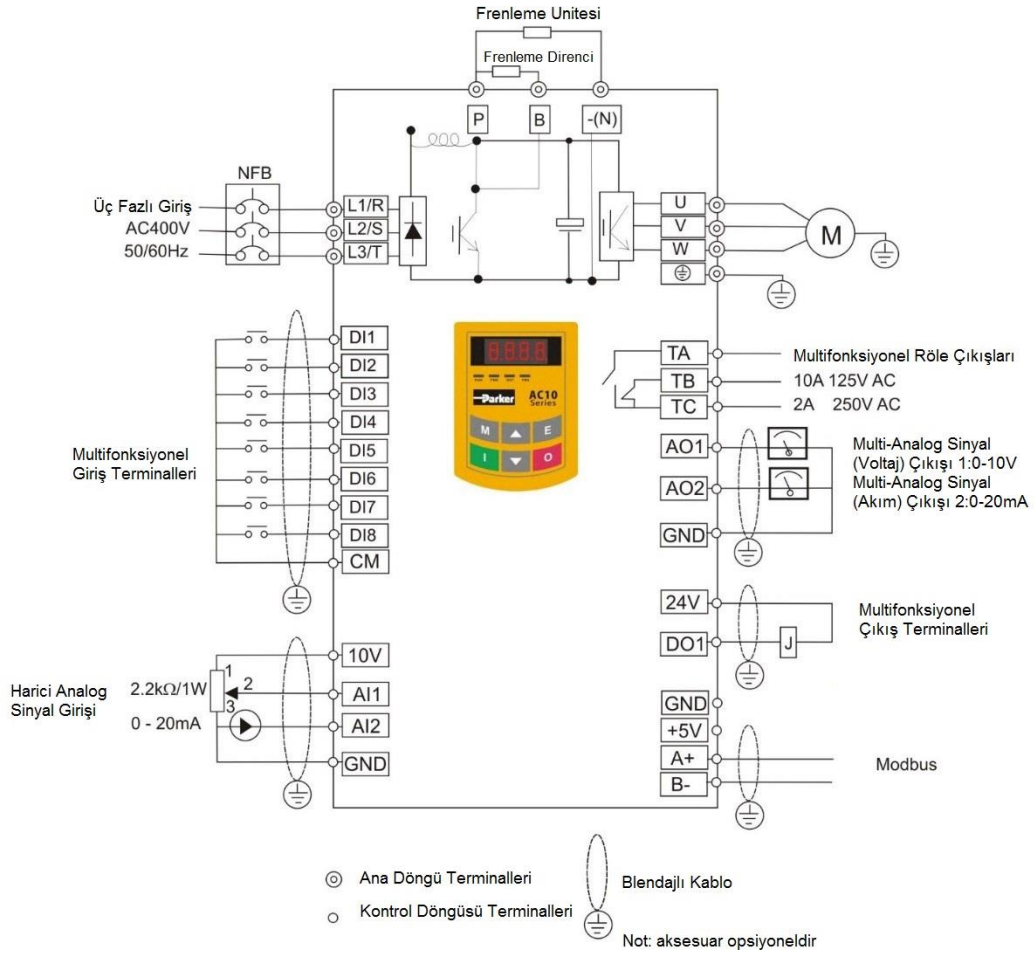 Frenleme Unitesi
Frenleme Direnci
P
B
-(N)
NFB
Üç Fazlı Giriş
AC400V
50/60Hz
L1/R
L2/S
L3/T
U
V
W
M
DI1
DI2
DI3
DI4
DI5
DI6
DI7
DI8
CM
Multifonksiyonel
Giriş Terminalleri
8.8.8.8
Parker
AC10
Series
M
E
I
O
TA
TB
TC
Multifonksiyonel Röle Çıkışları
10A 125V AC
2A 250V AC
AO1
AO2
GND
Multi-Analog Sinyal
(Voltaj) Çıkışı 1:0-10V
Multi-Analog Sinyal
(Akım) Çıkışı 2:0-20mA
24V
DO1
J
Multifonksiyonel
Çıkış Terminalleri
10V
AI1
AI2
GND
Harici Analog
Sinyal Girişi
2.2kΩ/1W
0 - 20mA
1
2
3
GND
+5V
A+
B-
Modbus
Ana Döngü Terminalleri
Kontrol Döngüsü Terminalleri
Blendajlı Kablo
Not: aksesuar opsiyoneldir